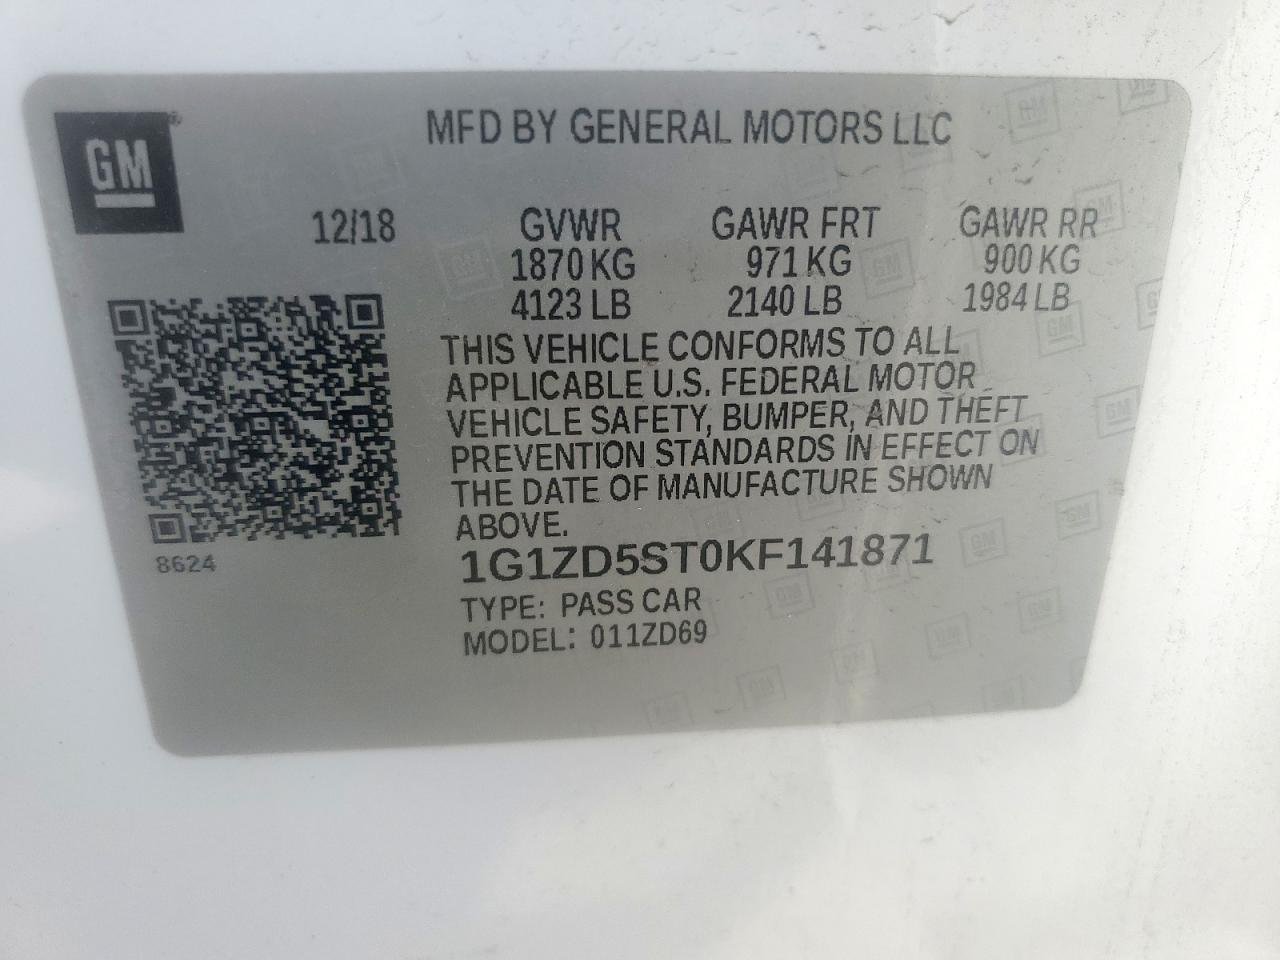 GM
MFD BY GENERAL MOTORS LLC
12/18 GVWR GAWR FRT GAWR RR
1870 KG 971 KG 900 KG
4123 LB 2140 LB 1984 LB
THIS VEHICLE CONFORMS TO ALL
APPLICABLE U.S. FEDERAL MOTOR
VEHICLE SAFETY, BUMPER, AND THEFT
PREVENTION STANDARDS IN EFFECT ON
THE DATE OF MANUFACTURE SHOWN
ABOVE.
8624
1G1ZD5ST0KF141871
TYPE: PASS CAR
MODEL: 011ZD69